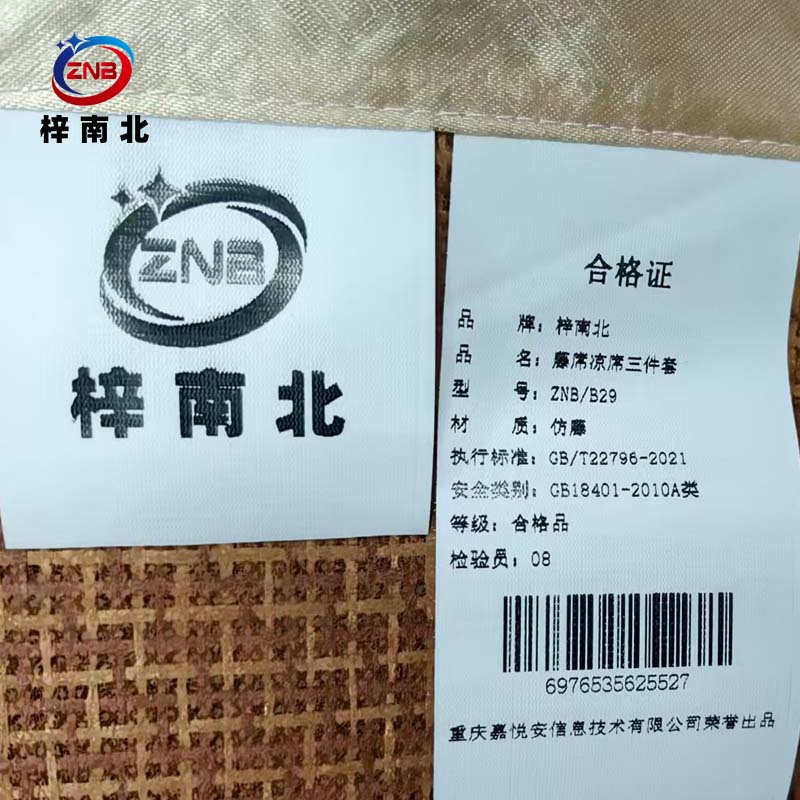 ZNB
梓南北
ZNB
梓南北
合格证
品 牌：梓南北
品 名：藤席凉席三件套
型 号：ZNB/B29
材 质：仿藤
执行标准：GB/T22796-2021
安全类别：GB18401-2010A类
等级：合格品
检验员：08
6976535625527
重庆嘉悦安信息技术有限公司荣誉出品